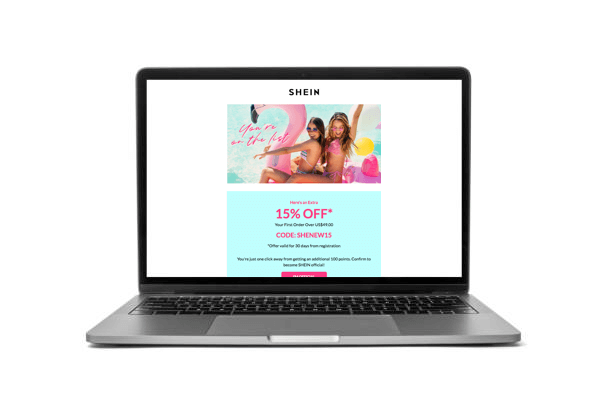 SHEIN
You're
on the list
Here's an Extra
15% OFF*
Your First Order Over US$49.00
CODE: SHENEW15
*Offer valid for 30 days from registration
You're just one click away from getting an additional 100 points. Confirm to
become SHEIN official!